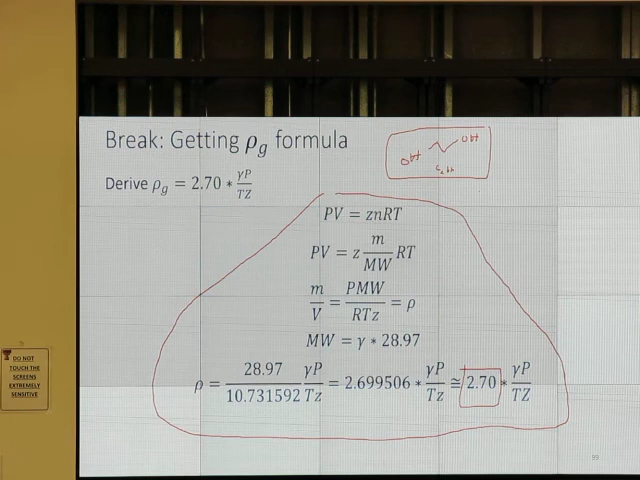 Break: Getting ρg formula
Derive ρg = 2.70 * γP/TZ
PV = znRT
PV = z m/MW RT
m/V = PMW/RTz = ρ
MW = γ * 28.97
ρ = 28.97/10.731592 γP/Tz = 2.699506 * γP/Tz ≅ 2.70 * γP/TZ
99
DO NOT
TOUCH THE
SCREENS
EXTREMELY
SENSITIVE